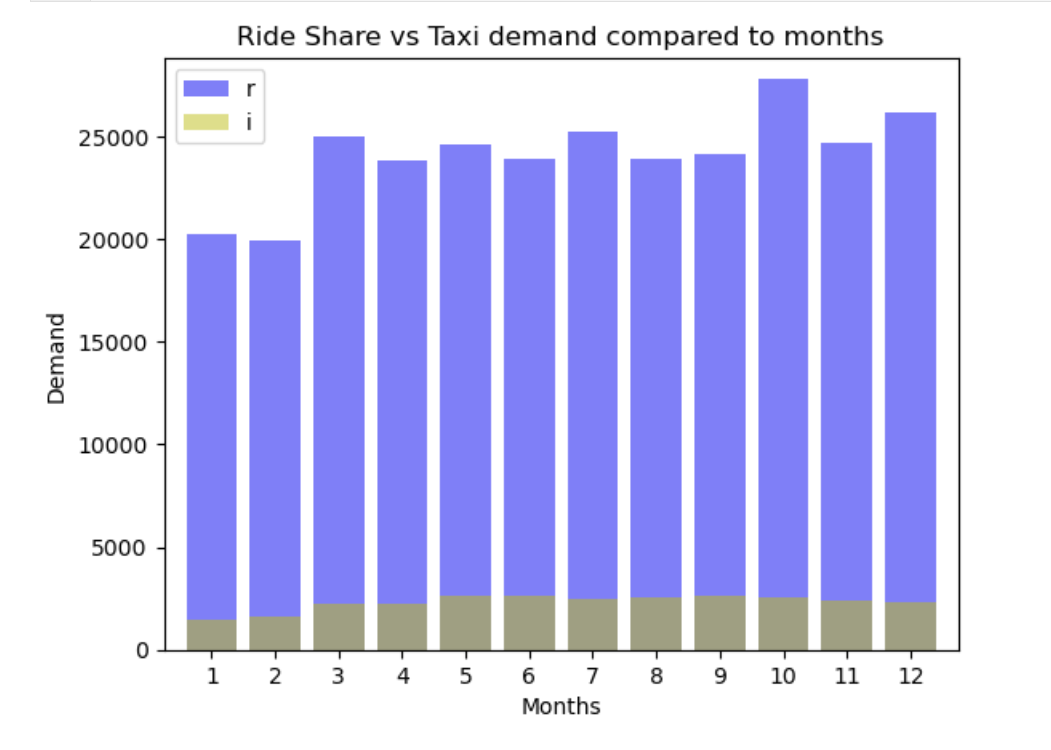 Ride Share vs Taxi demand compared to months
r
i
25000
20000
15000
10000
5000
0
Demand
1 2 3 4 5 6 7 8 9 10 11 12
Months